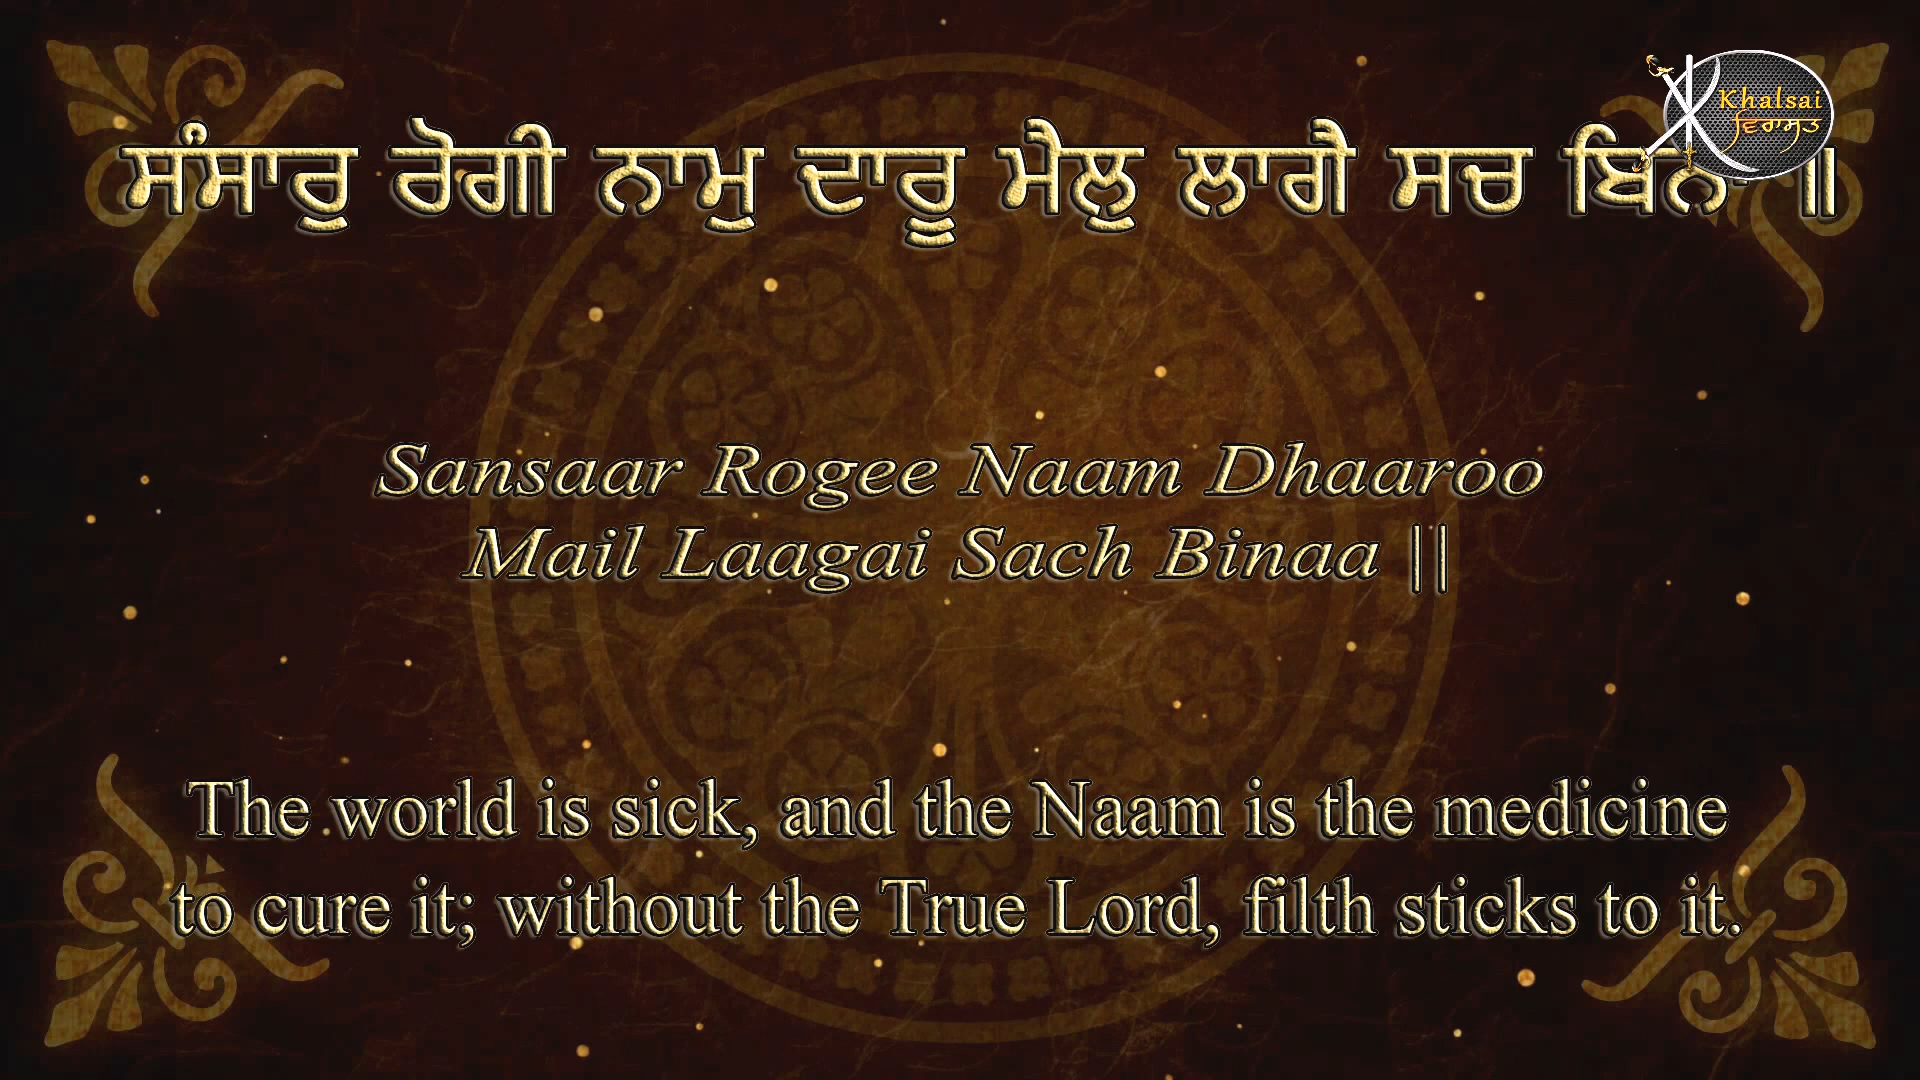 ਸੰਸਾਰੁ ਰੋਗੀ ਨਾਮੁ ਦਾਰੂ ਮੈਲੁ ਲਾਗੈ ਸਚ ਬਿਨਾ ॥
Khalsai
ਵਿਰਾਸਤ
Sansaar Rogee Naam Dhaaroo
Mail Laagai Sach Binaa ||
The world is sick, and the Naam is the medicine
to cure it; without the True Lord, filth sticks to it.